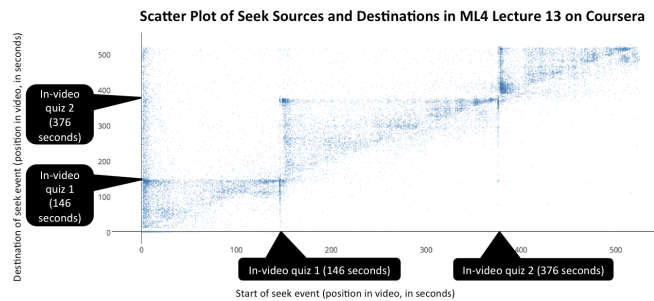 Scatter Plot of Seek Sources and Destinations in ML4 Lecture 13 on Coursera
Destination of seek event (position in video, in seconds)
500
400
300
200
100
0
In-video
quiz 2
(376
seconds)
In-video
quiz 1
(146
seconds)
0
100
200
300
400
500
In-video quiz 1 (146 seconds)
In-video quiz 2 (376 seconds)
Start of seek event (position in video, in seconds)